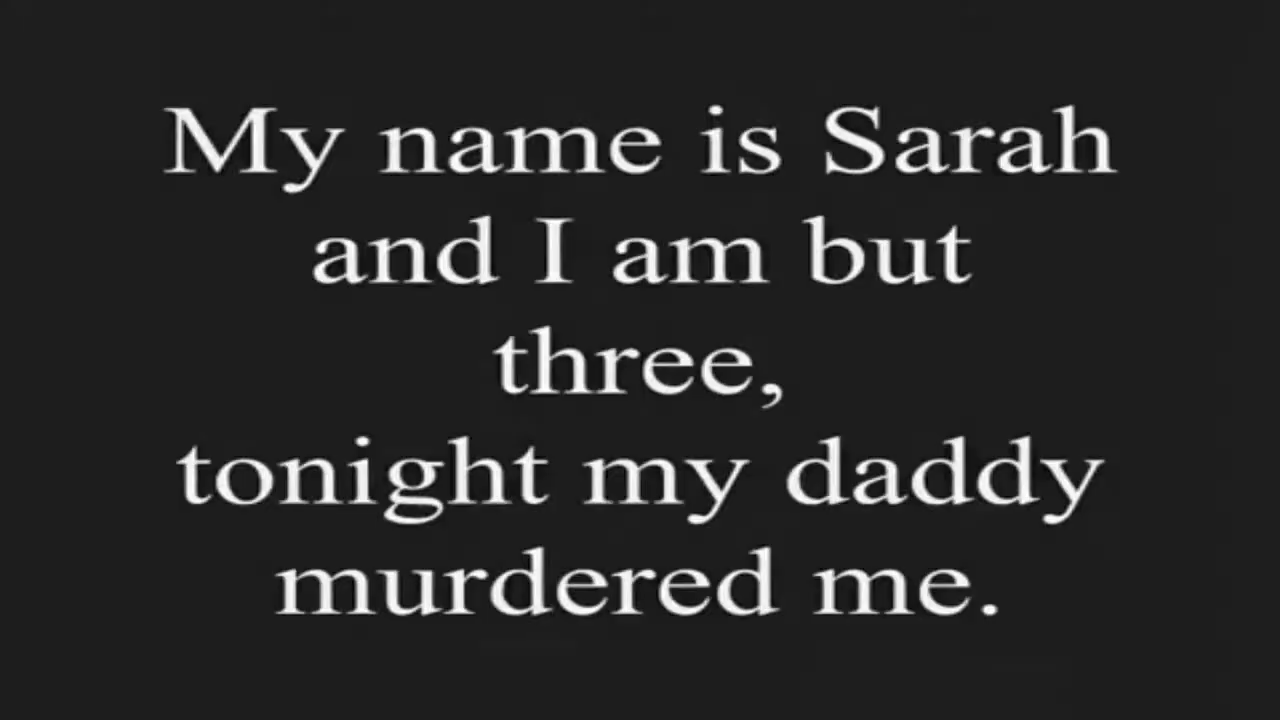 My name is Sarah
and I am but
three,
tonight my daddy
murdered me.